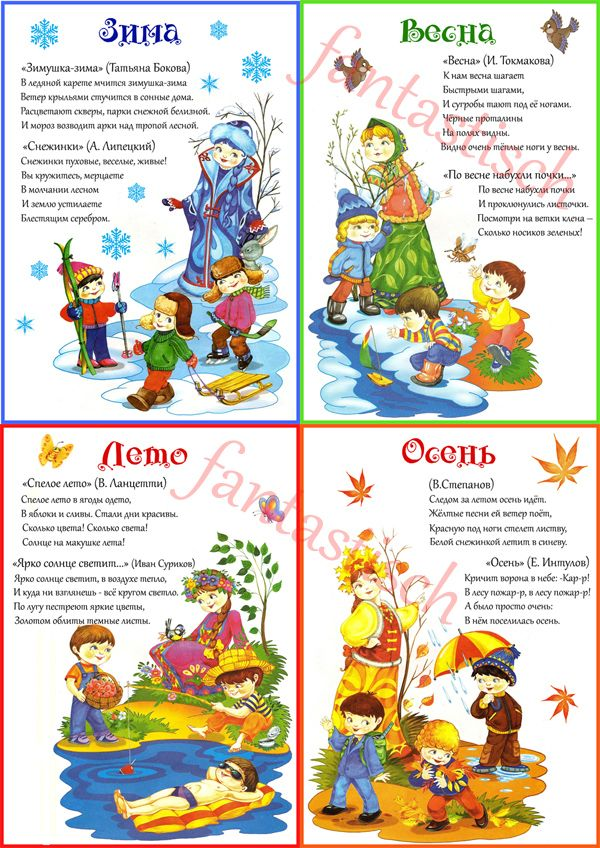 Зима
«Зимушка-зима» (Татьяна Бокова)
В ледяной карете мчится зимушка-зима
Ветер крыльями стучится в сонные дома.
Расцветают скверы, парки снежной белизной.
И мороз возводит арки над тропой лесной.
«Снежинки» (А. Липецкий)
Снежинки пуховые, веселые, живые!
Вы кружитесь, мерцаете
В молчании лесном
И землю устилаете
Блестящим серебром.
Весна
«Весна» (И. Токмакова)
К нам весна шагает
Быстрыми шагами,
И сугробы тают под её ногами.
Чёрные проталины
На полях видны.
Видно очень тёплые ноги у весны.
«По весне набухли почки...»
По весне набухли почки
И проклюнулись листочки.
Посмотри на ветки клена –
Сколько носиков зеленых!
fantastisch
Лето
«Спелое лето» (В. Ланцетти)
Спелое лето в ягоды одето,
В яблоки и сливы. Стали дни красивы.
Сколько цвета! Сколько света!
Солнце на макушке лета!
«Ярко солнце светит...» (Иван Суриков)
Ярко солнце светит, в воздухе тепло,
И куда ни взглянешь - всё кругом светло.
По лугу пестреют яркие цветы,
Золотом облиты темные листы.
Осень
(В.Степанов)
Следом за летом осень идёт.
Жёлтые песни ей ветер поёт,
Красную под ноги стелет листву,
Белой снежинкой летит в синеву.
«Осень» (Е. Интулов)
Кричит ворона в небе: -Кар-р!
В лесу пожар-р, в лесу пожар-р!
А было просто очень:
В нём поселилась осень.
fantastisch